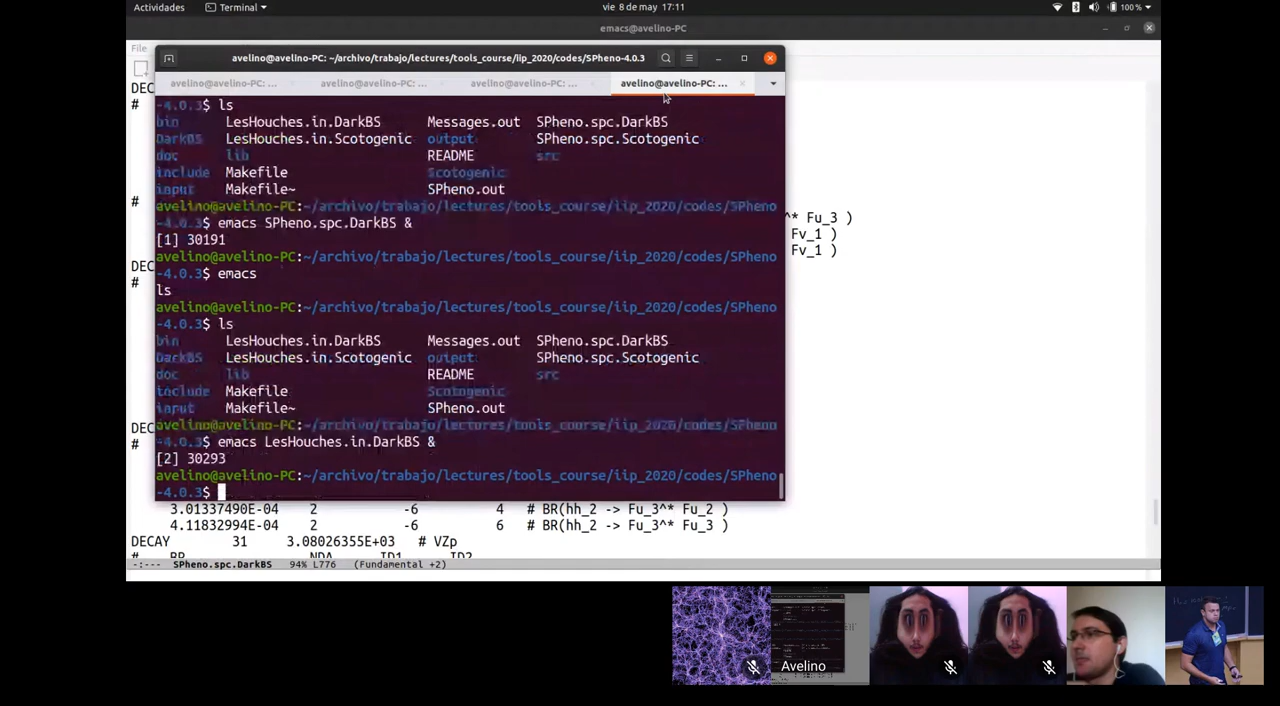 Actividades
Terminal
vie 8 de may 17:11
100 %
emacs@avelino-PC
File
avelino@avelino-PC: ~/archivo/trabajo/lectures/tools_course/iip_2020/codes/SPheno-4.0.3
avelino@avelino-PC: ...
avelino@avelino-PC: ...
avelino@avelino-PC: ...
avelino@avelino-PC: ...
DEC
#
-4.0.3$ ls
bin LesHouches.in.DarkBS Messages.out SPheno.spc.DarkBS
DarkBS LesHouches.in.Scotogenic output SPheno.spc.Scotogenic
doc lib README src
include Makefile Scotogenic
input Makefile~ SPheno.out
avelino@avelino-PC:~/archivo/trabajo/lectures/tools_course/iip_2020/codes/SPheno
-4.0.3$ emacs SPheno.spc.DarkBS &
[1] 30191
avelino@avelino-PC:~/archivo/trabajo/lectures/tools_course/iip_2020/codes/SPheno
-4.0.3$ emacs
ls
avelino@avelino-PC:~/archivo/trabajo/lectures/tools_course/iip_2020/codes/SPheno
-4.0.3$ ls
bin LesHouches.in.DarkBS Messages.out SPheno.spc.DarkBS
DarkBS LesHouches.in.Scotogenic output SPheno.spc.Scotogenic
doc lib README src
include Makefile Scotogenic
input Makefile~ SPheno.out
avelino@avelino-PC:~/archivo/trabajo/lectures/tools_course/iip_2020/codes/SPheno
-4.0.3$ emacs LesHouches.in.DarkBS &
[2] 30293
avelino@avelino-PC:~/archivo/trabajo/lectures/tools_course/iip_2020/codes/SPheno
-4.0.3$
#
^* Fu_3 )
Fv_1 )
Fv_1 )
DEC
#
DEC
#
3.01337490E-04 2 -6 4 # BR(hh_2 -> Fu_3^* Fu_2 )
4.11832994E-04 2 -6 6 # BR(hh_2 -> Fu_3^* Fu_3 )
DECAY 31 3.08026355E+03 # VZp
# BR NDA ID1 ID2
-:--- SPheno.spc.DarkBS 94% L776 (Fundamental +2)
Avelino